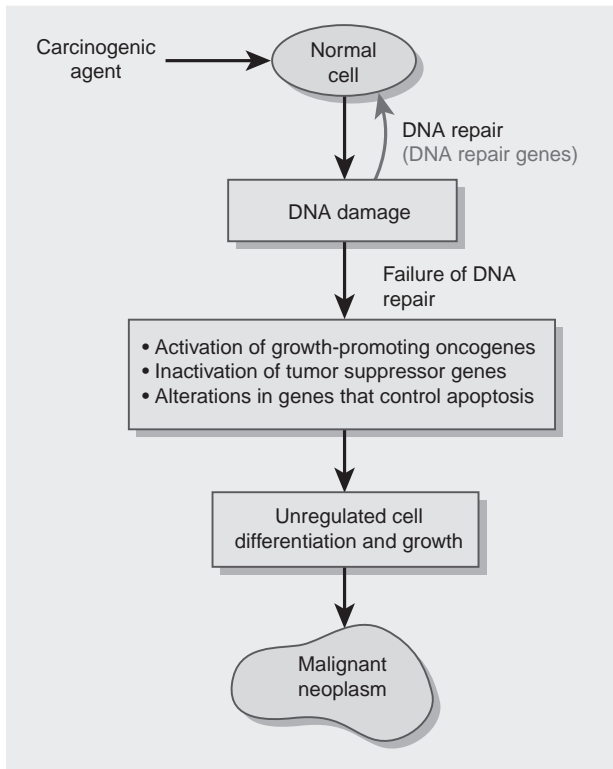 Carcinogenic
agent
Normal
cell
DNA repair
(DNA repair genes)
DNA damage
Failure of DNA
repair
• Activation of growth-promoting oncogenes
• Inactivation of tumor suppressor genes
• Alterations in genes that control apoptosis
Unregulated cell
differentiation and growth
Malignant
neoplasm